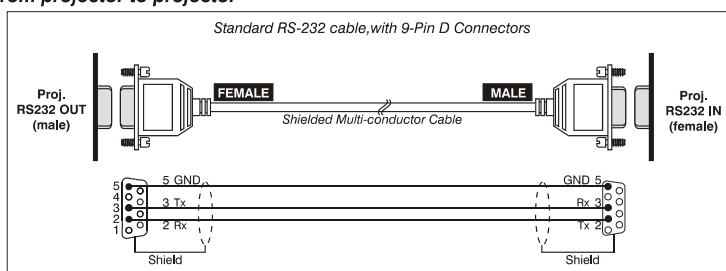 from projector to projector
Standard RS-232 cable,with 9-Pin D Connectors
Proj.
RS232 OUT
(male)
FEMALE
MALE
Proj.
RS232 IN
(female)
Shielded Multi-conductor Cable
5 GND
GND 5
5
4
3
2
1
3 Tx
Rx 3
2 Rx
Tx 2
1
Shield
Shield